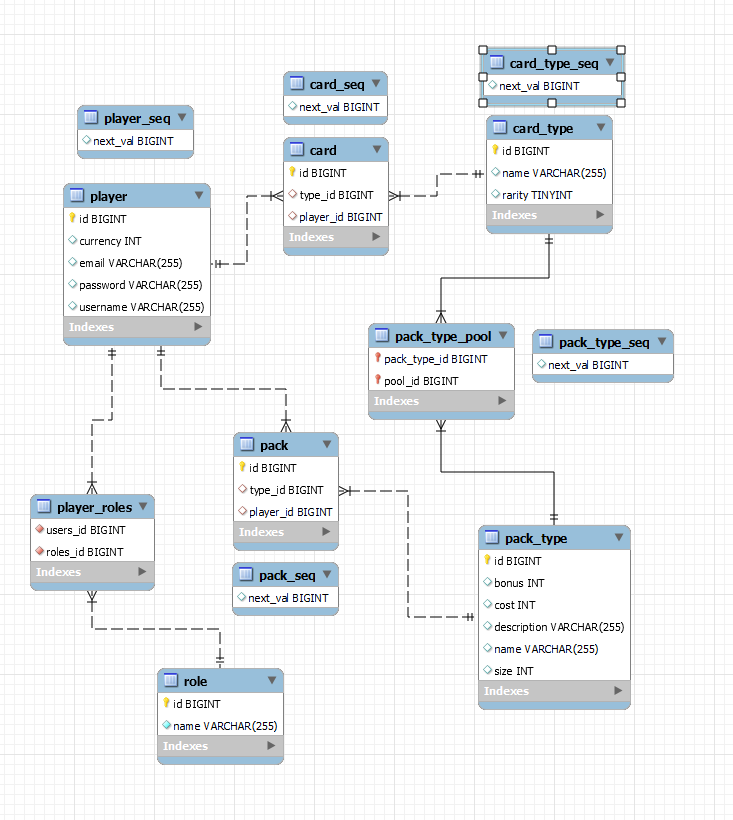 card_type_seq
next_val BIGINT
card_seq
next_val BIGINT
player_seq
next_val BIGINT
card_type
id BIGINT
name VARCHAR(255)
rarity TINYINT
Indexes
card
id BIGINT
type_id BIGINT
player_id BIGINT
Indexes
player
id BIGINT
currency INT
email VARCHAR(255)
password VARCHAR(255)
username VARCHAR(255)
Indexes
pack_type_pool
pack_type_id BIGINT
pool_id BIGINT
Indexes
pack_type_seq
next_val BIGINT
pack
id BIGINT
type_id BIGINT
player_id BIGINT
Indexes
player_roles
users_id BIGINT
roles_id BIGINT
Indexes
pack_seq
next_val BIGINT
pack_type
id BIGINT
bonus INT
cost INT
description VARCHAR(255)
name VARCHAR(255)
size INT
Indexes
role
id BIGINT
name VARCHAR(255)
Indexes